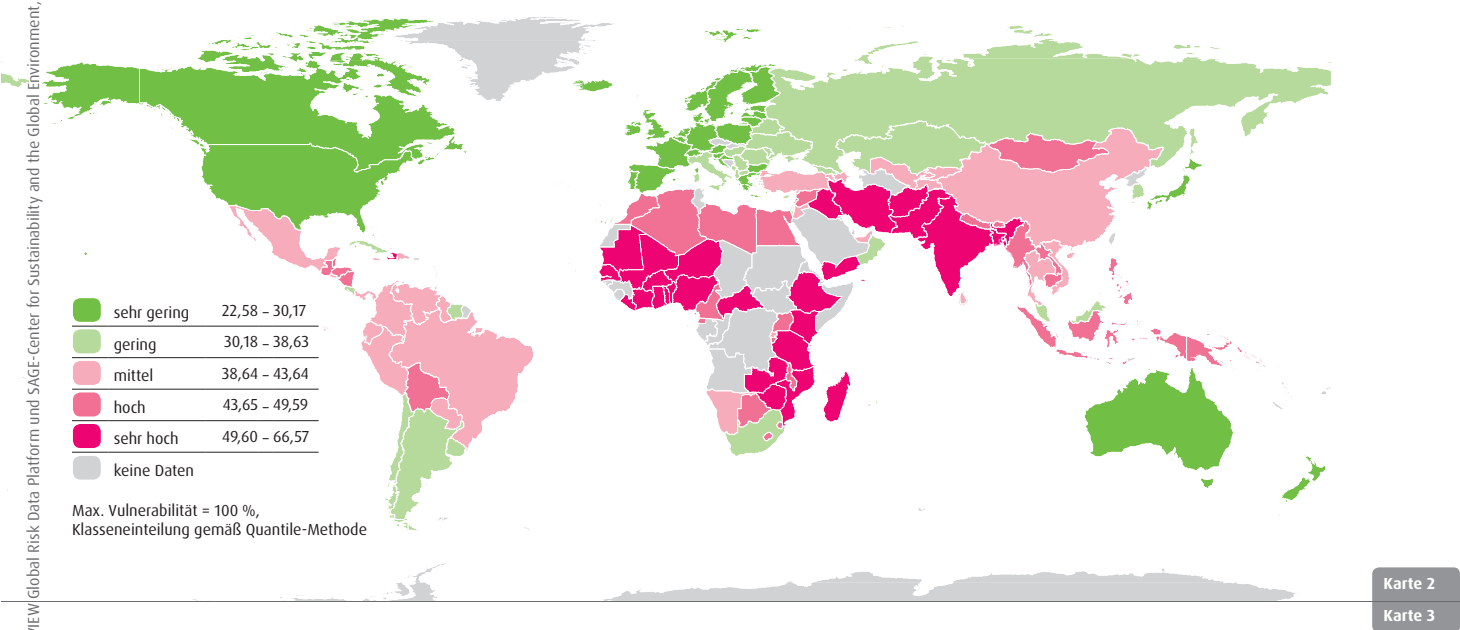 VIEW Global Risk Data Platform und SAGE-Center for Sustainability and the Global Environment,
sehr gering 22,58 – 30,17
gering 30,18 – 38,63
mittel 38,64 – 43,64
hoch 43,65 – 49,59
sehr hoch 49,60 – 66,57
keine Daten
Max. Vulnerabilität = 100 %,
Klasseneinteilung gemäß Quantile-Methode
Karte 2
Karte 3